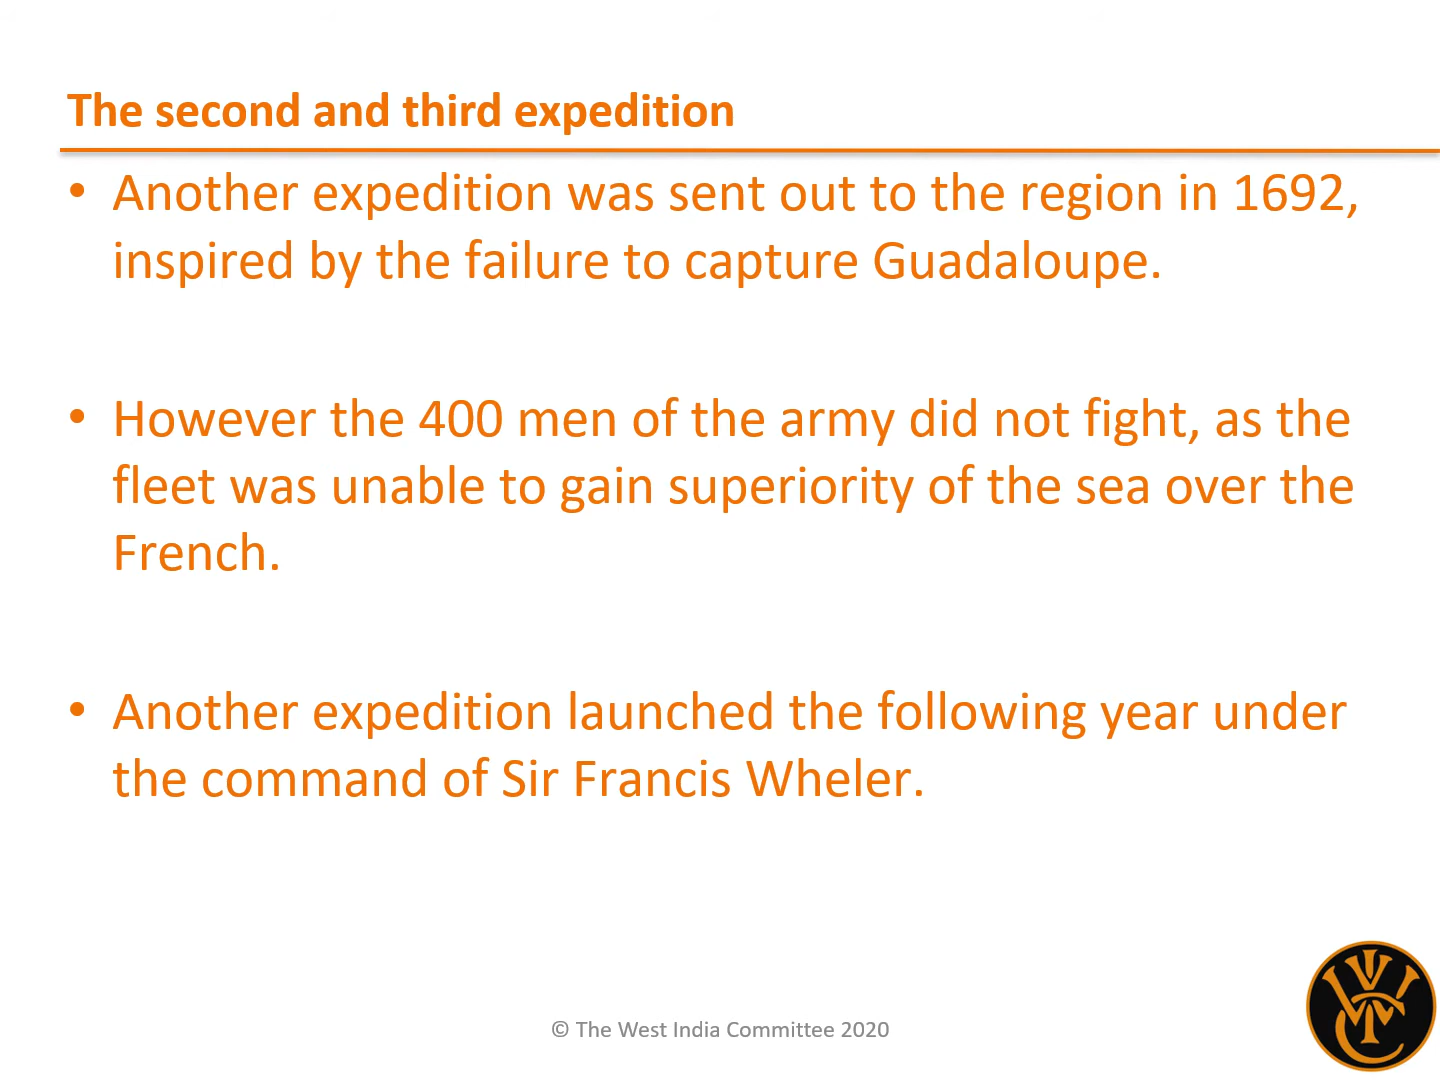 The second and third expedition
• Another expedition was sent out to the region in 1692,
inspired by the failure to capture Guadaloupe.
• However the 400 men of the army did not fight, as the
fleet was unable to gain superiority of the sea over the
French.
• Another expedition launched the following year under
the command of Sir Francis Wheler.
© The West India Committee 2020
WIC